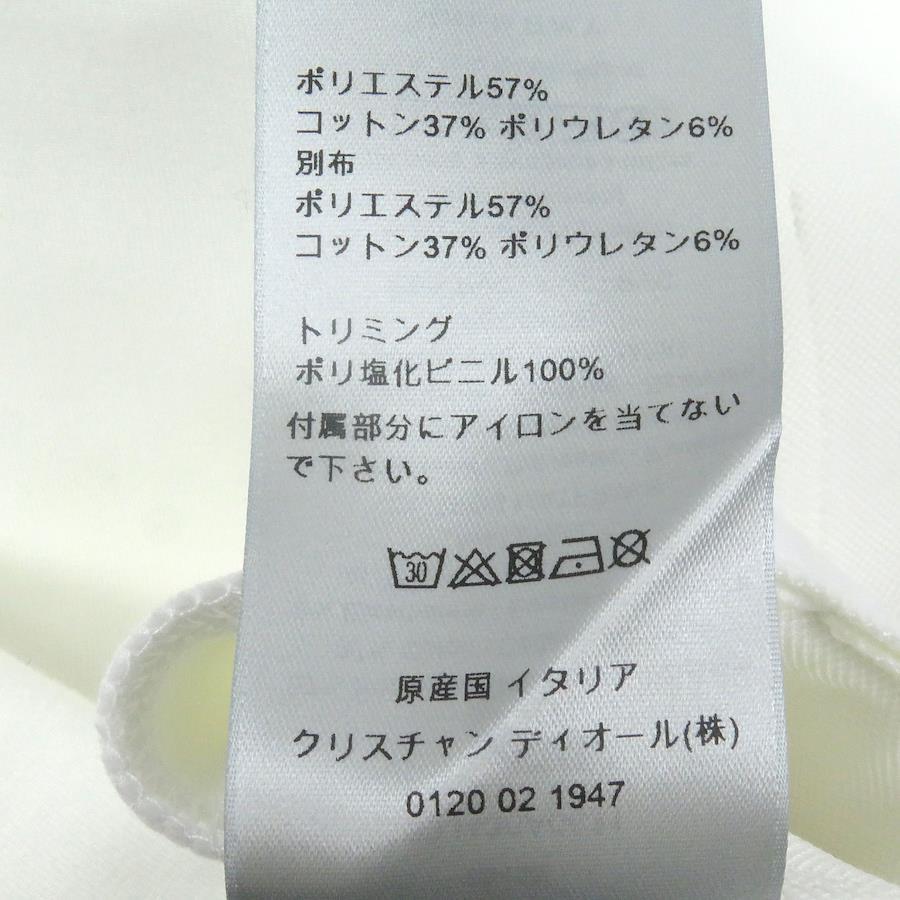 ポリエステル57%
コットン37% ポリウレタン6%
別布
ポリエステル57%
コットン37% ポリウレタン6%
トリミング
ポリ塩化ビニル100%
付属部分にアイロンを当てない
で下さい。
30
原産国 イタリア
クリスチャン ディオール(株)
0120 02 1947